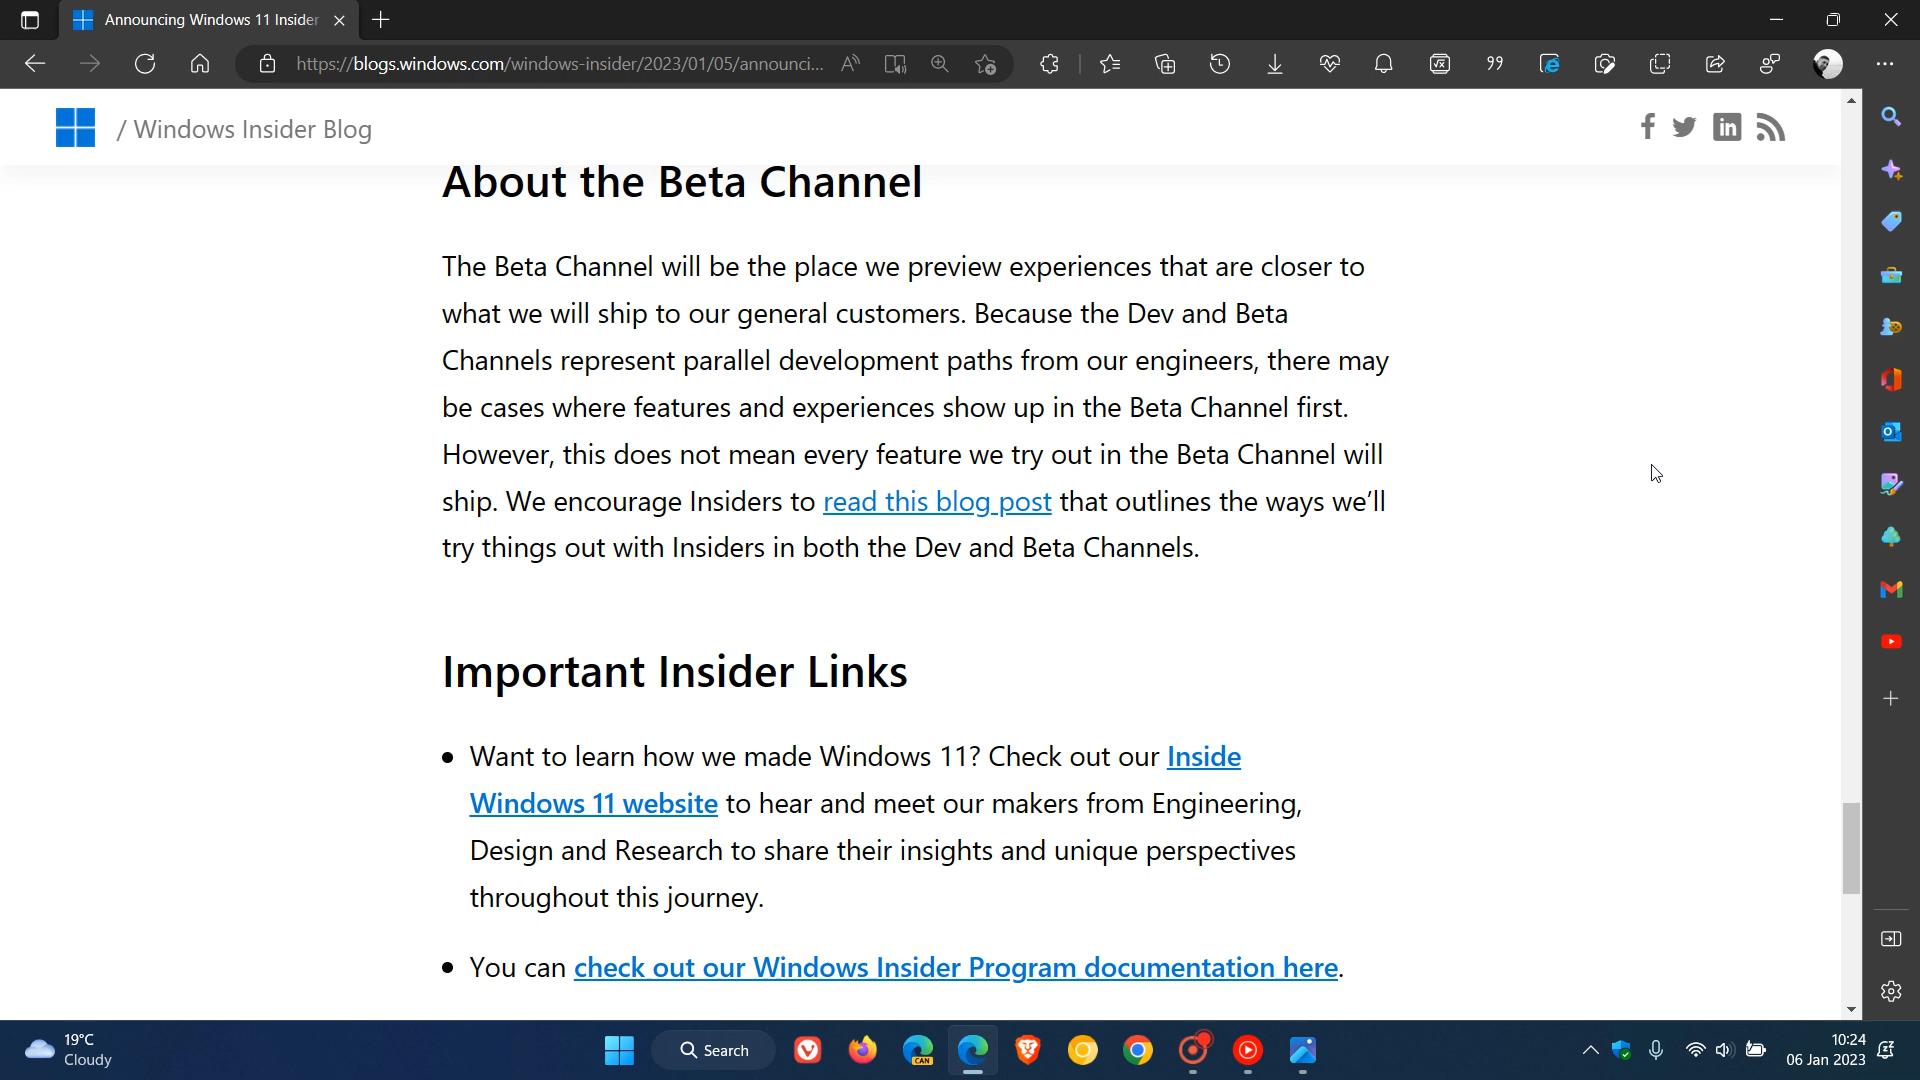 Announcing Windows 11 Insider
https://blogs.windows.com/windows-insider/2023/01/05/announci...
/ Windows Insider Blog
About the Beta Channel
The Beta Channel will be the place we preview experiences that are closer to
what we will ship to our general customers. Because the Dev and Beta
Channels represent parallel development paths from our engineers, there may
be cases where features and experiences show up in the Beta Channel first.
However, this does not mean every feature we try out in the Beta Channel will
ship. We encourage Insiders to read this blog post that outlines the ways we’ll
try things out with Insiders in both the Dev and Beta Channels.
Important Insider Links
• Want to learn how we made Windows 11? Check out our Inside
Windows 11 website to hear and meet our makers from Engineering,
Design and Research to share their insights and unique perspectives
throughout this journey.
• You can check out our Windows Insider Program documentation here.
19°C
Cloudy
Search
CAN
10:24
06 Jan 2023